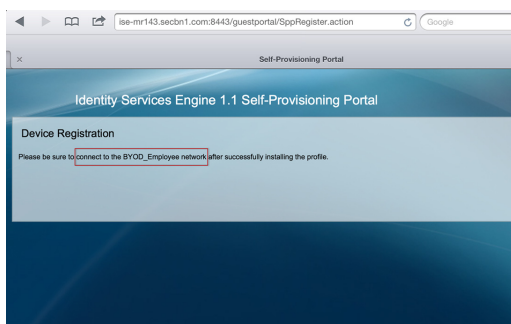 ise-mr143.secbn1.com:8443/guestportal/SppRegister.action
Google
Self-Provisioning Portal
Identity Services Engine 1.1 Self-Provisioning Portal
Device Registration
Please be sure to connect to the BYOD_Employee network after successfully installing the profile.